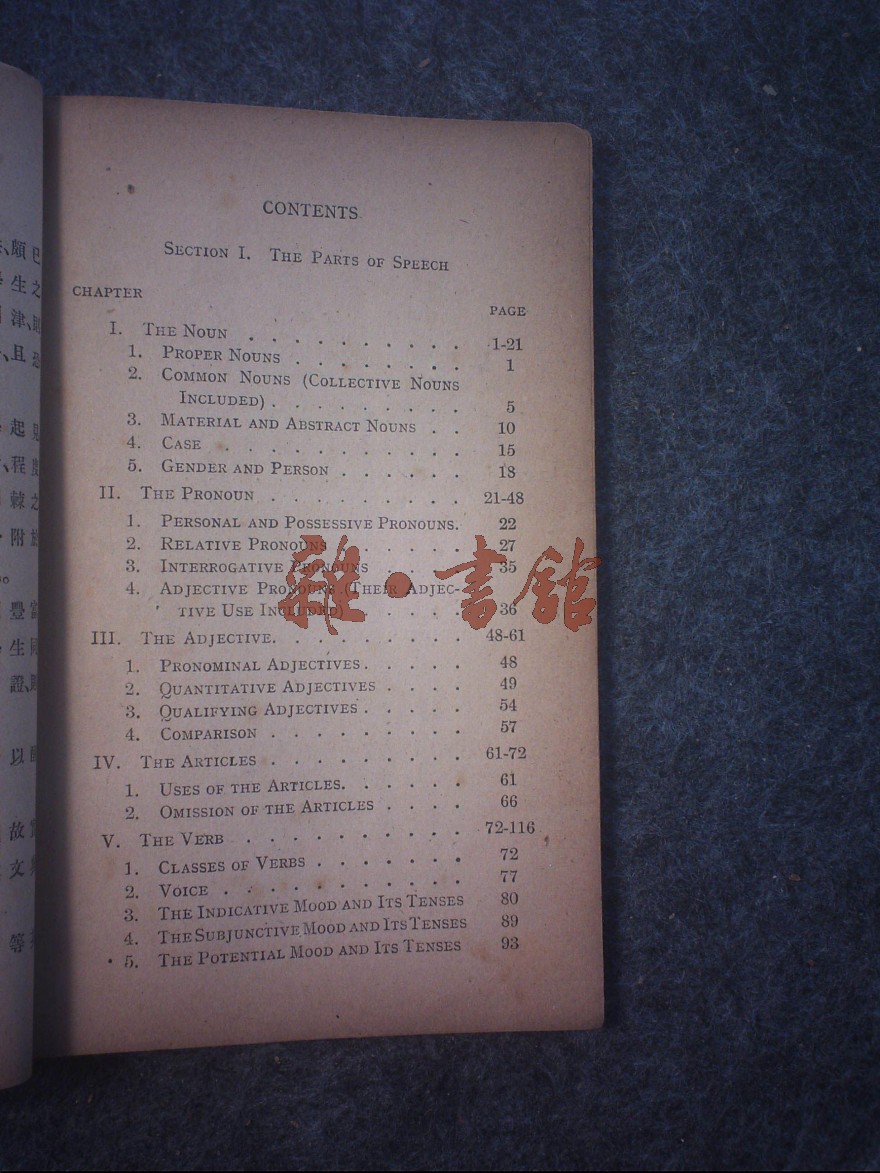 CONTENTS
SECTION I. THE PARTS OF SPEECH
CHAPTER
PAGE
I. THE NOUN . . . . . . . . . . 1-21
1. PROPER NOUNS . . . . . . . 1
2. COMMON NOUNS (COLLECTIVE NOUNS
INCLUDED) . . . . . . . . . 5
3. MATERIAL AND ABSTRACT NOUNS . . 10
4. CASE . . . . . . . . . . 15
5. GENDER AND PERSON . . . . . . 18
II. THE PRONOUN . . . . . . . . . 21-48
1. PERSONAL AND POSSESSIVE PRONOUNS. 22
2. RELATIVE PRONOUNS . . . . . 27
3. INTERROGATIVE PRONOUNS . . . . 35
4. ADJECTIVE PRONOUNS (THEIR ADJEC-
TIVE USE INCLUDED) . . . . . 36
III. THE ADJECTIVE. . . . . . . . . 48-61
1. PRONOMINAL ADJECTIVES . . . . . 48
2. QUANTITATIVE ADJECTIVES . . . . 49
3. QUALIFYING ADJECTIVES . . . . . 54
4. COMPARISON . . . . . . . . . 57
IV. THE ARTICLES . . . . . . . . . 61-72
1. USES OF THE ARTICLES. . . . . . 61
2. OMISSION OF THE ARTICLES . . . . 66
V. THE VERB . . . . . . . . . . 72-116
1. CLASSES OF VERBS . . . . . . . 72
2. VOICE . . . . . . . . . . . 77
3. THE INDICATIVE MOOD AND ITS TENSES 80
4. THE SUBJUNCTIVE MOOD AND ITS TENSES 89
5. THE POTENTIAL MOOD AND ITS TENSES 93
雜·書館